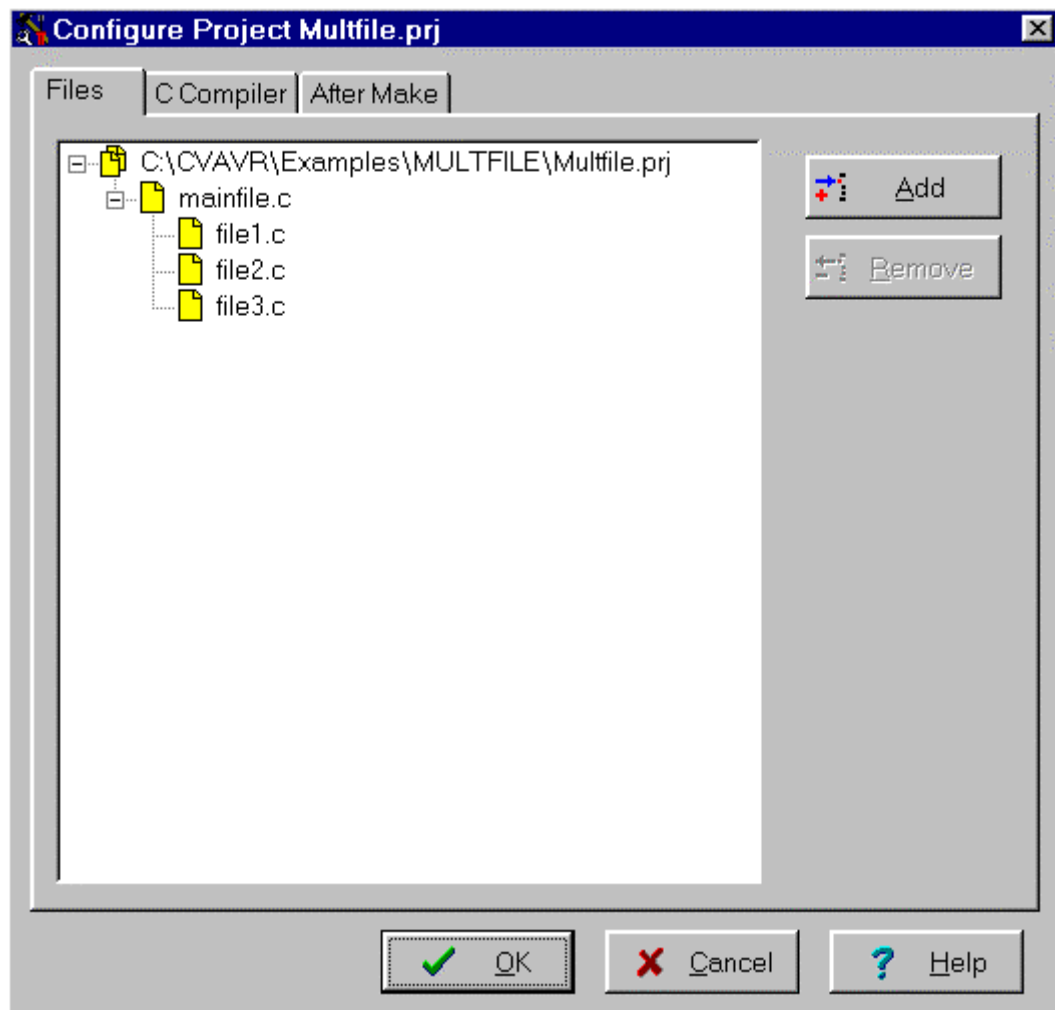 Configure Project Multfile.prj
Files C Compiler After Make
C:\CVAVR\Examples\MULTFILE\Multfile.prj
mainfile.c
file1.c
file2.c
file3.c
Add
Remove
OK Cancel Help